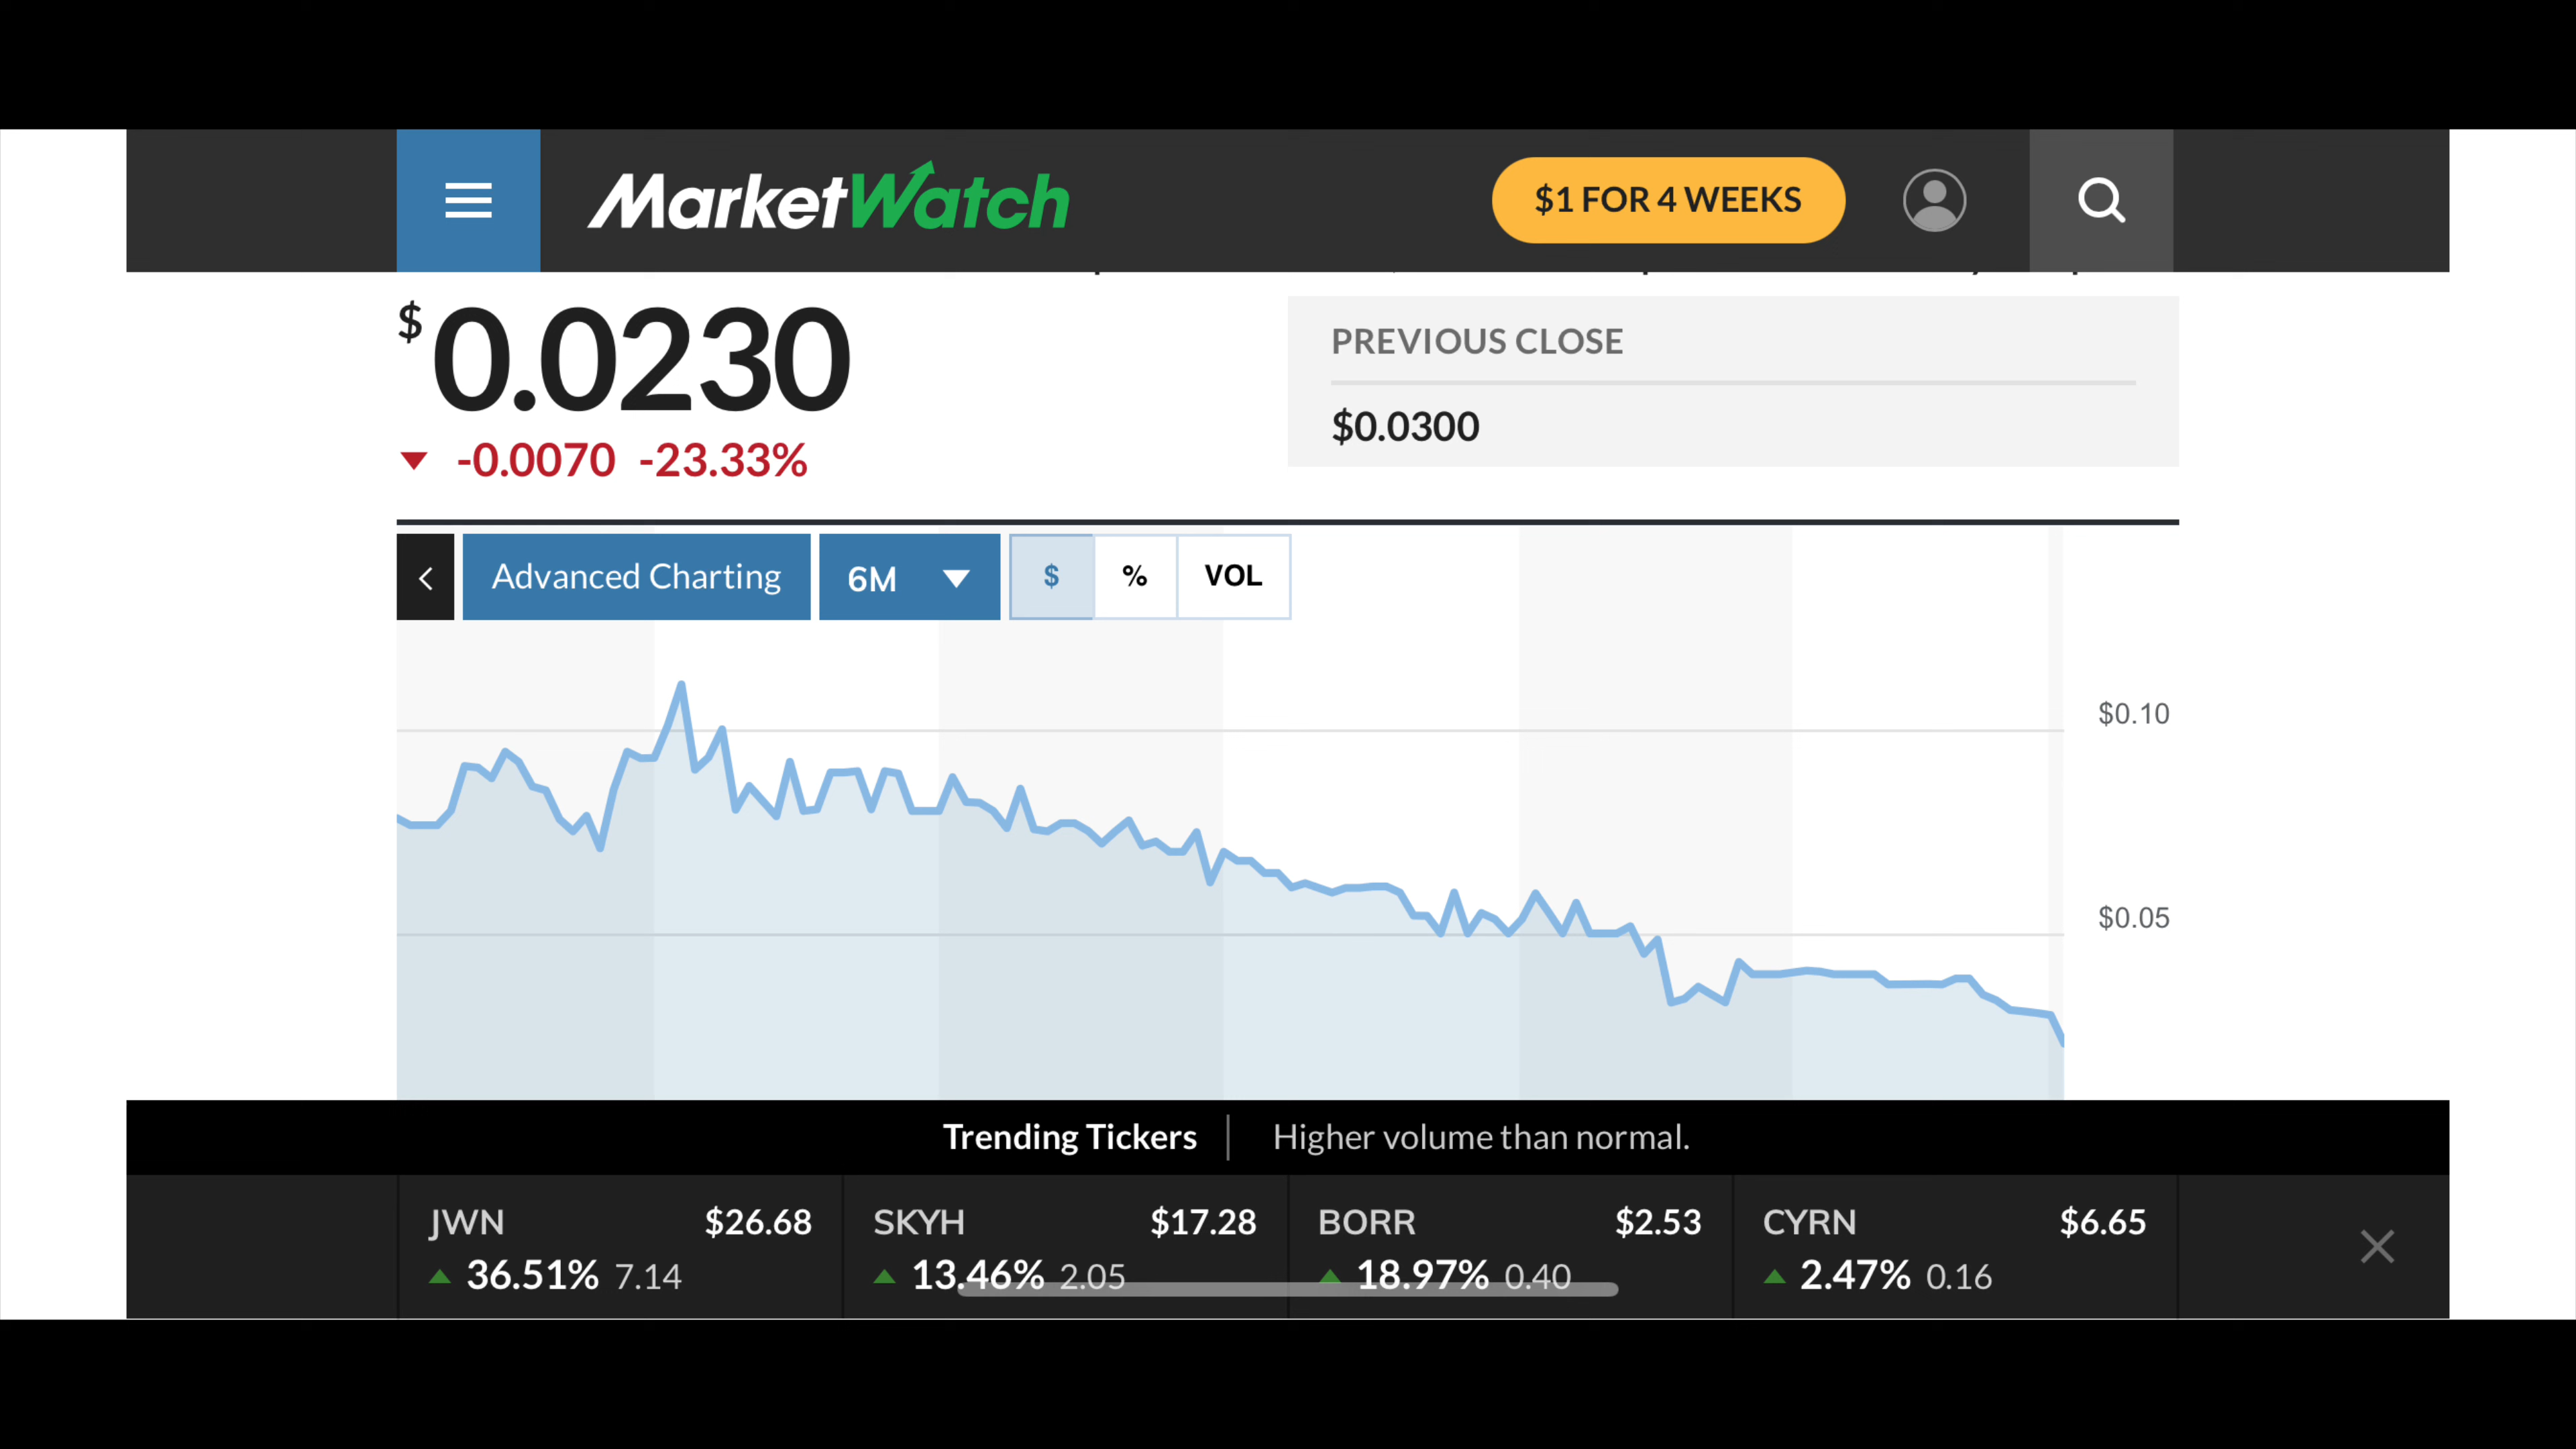 MarketWatch
$1 FOR 4 WEEKS
$0.0230
-0.0070 -23.33%
PREVIOUS CLOSE
$0.0300
Advanced Charting
6M
$
%
VOL
$0.10
$0.05
Trending Tickers
Higher volume than normal.
JWN $26.68
36.51% 7.14
SKYH $17.28
13.46% 2.05
BORR $2.53
18.97% 0.40
CYRN $6.65
2.47% 0.16